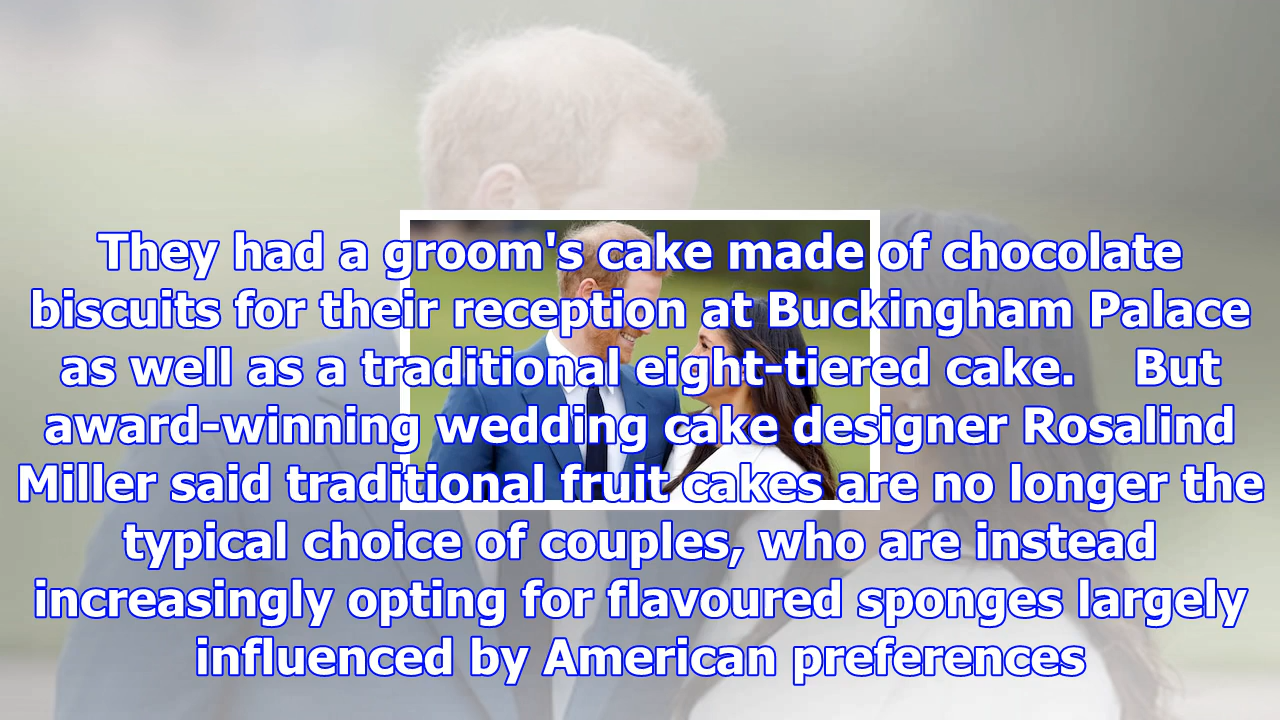 They had a groom's cake made of chocolate
biscuits for their reception at Buckingham Palace
as well as a traditional eight-tiered cake.    But
award-winning wedding cake designer Rosalind
Miller said traditional fruit cakes are no longer the
typical choice of couples, who are instead
increasingly opting for flavoured sponges largely
influenced by American preferences